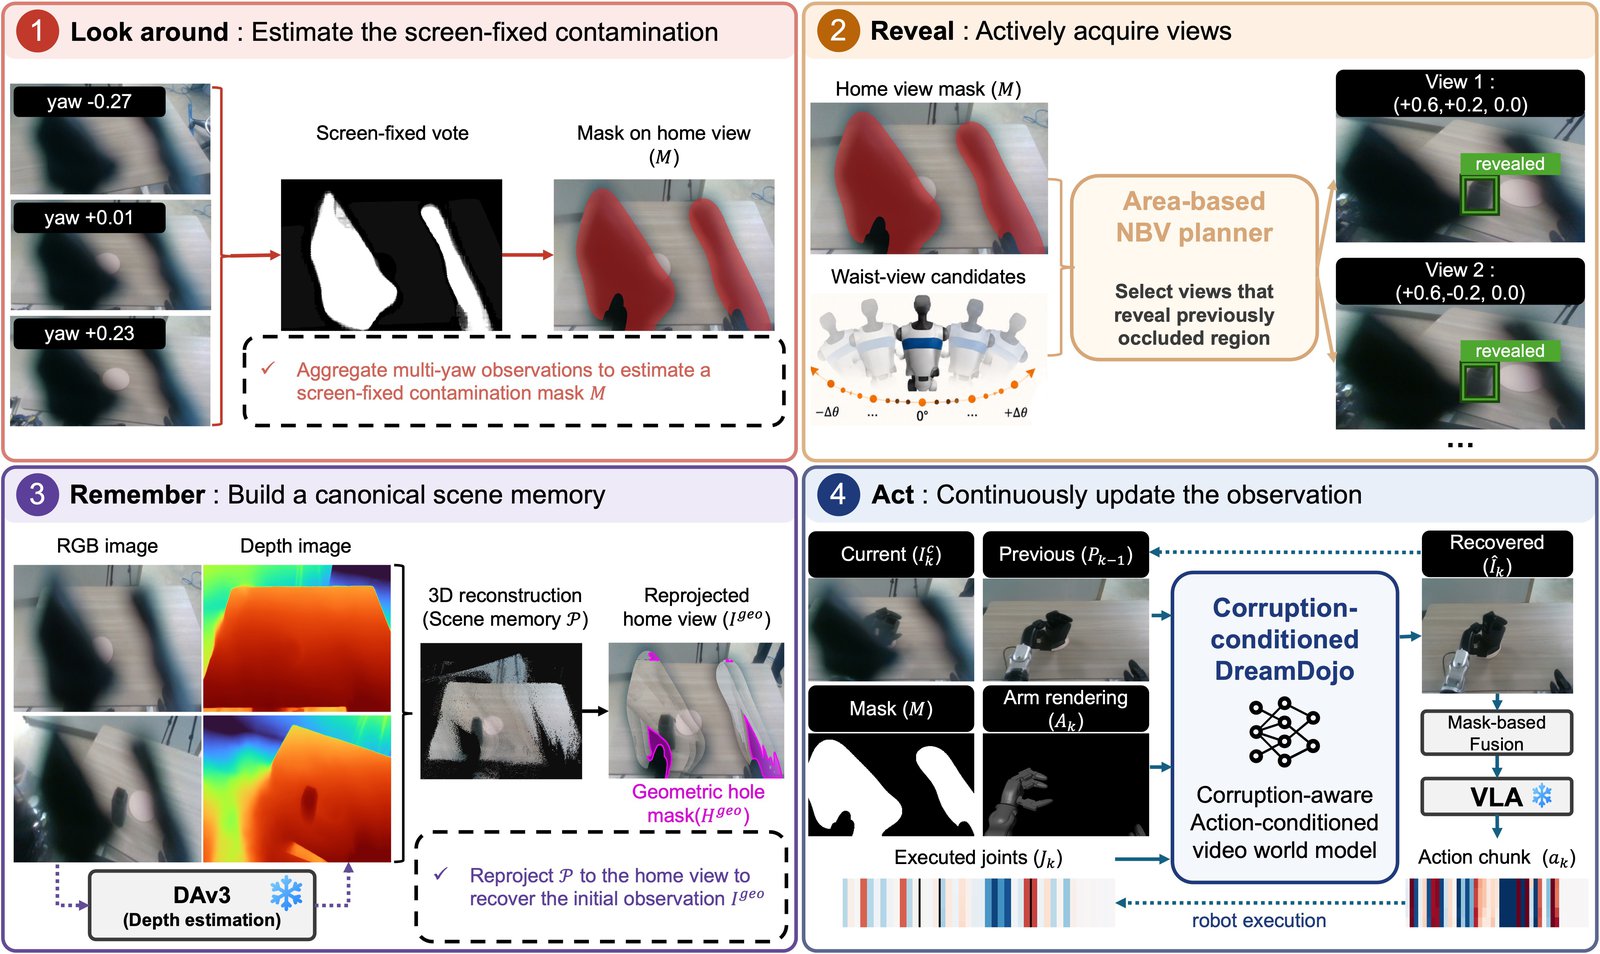 1 Look around : Estimate the screen-fixed contamination
yaw -0.27
yaw +0.01
yaw +0.23
Screen-fixed vote
Mask on home view
(M)
✓ Aggregate multi-yaw observations to estimate a
screen-fixed contamination mask M
2 Reveal : Actively acquire views
Home view mask (M)
Waist-view candidates
−Δθ ... 0° ... +Δθ
Area-based
NBV planner
Select views that
reveal previously
occluded region
View 1 :
(+0.6,+0.2, 0.0)
revealed
View 2 :
(+0.6,-0.2, 0.0)
revealed
...
3 Remember : Build a canonical scene memory
RGB image
Depth image
DAv3
(Depth estimation)
3D reconstruction
(Scene memory 𝒫)
Reprojected
home view (I^geo)
Geometric hole
mask(H^geo)
✓ Reproject 𝒫 to the home view to
recover the initial observation I^geo
4 Act : Continuously update the observation
Current (I_k^c)
Previous (P_{k−1})
Mask (M)
Arm rendering
(A_k)
Executed joints (J_k)
Corruption-
conditioned
DreamDojo
Corruption-aware
Action-conditioned
video world model
Recovered
(Î_k)
Mask-based
Fusion
VLA
Action chunk (a_k)
robot execution